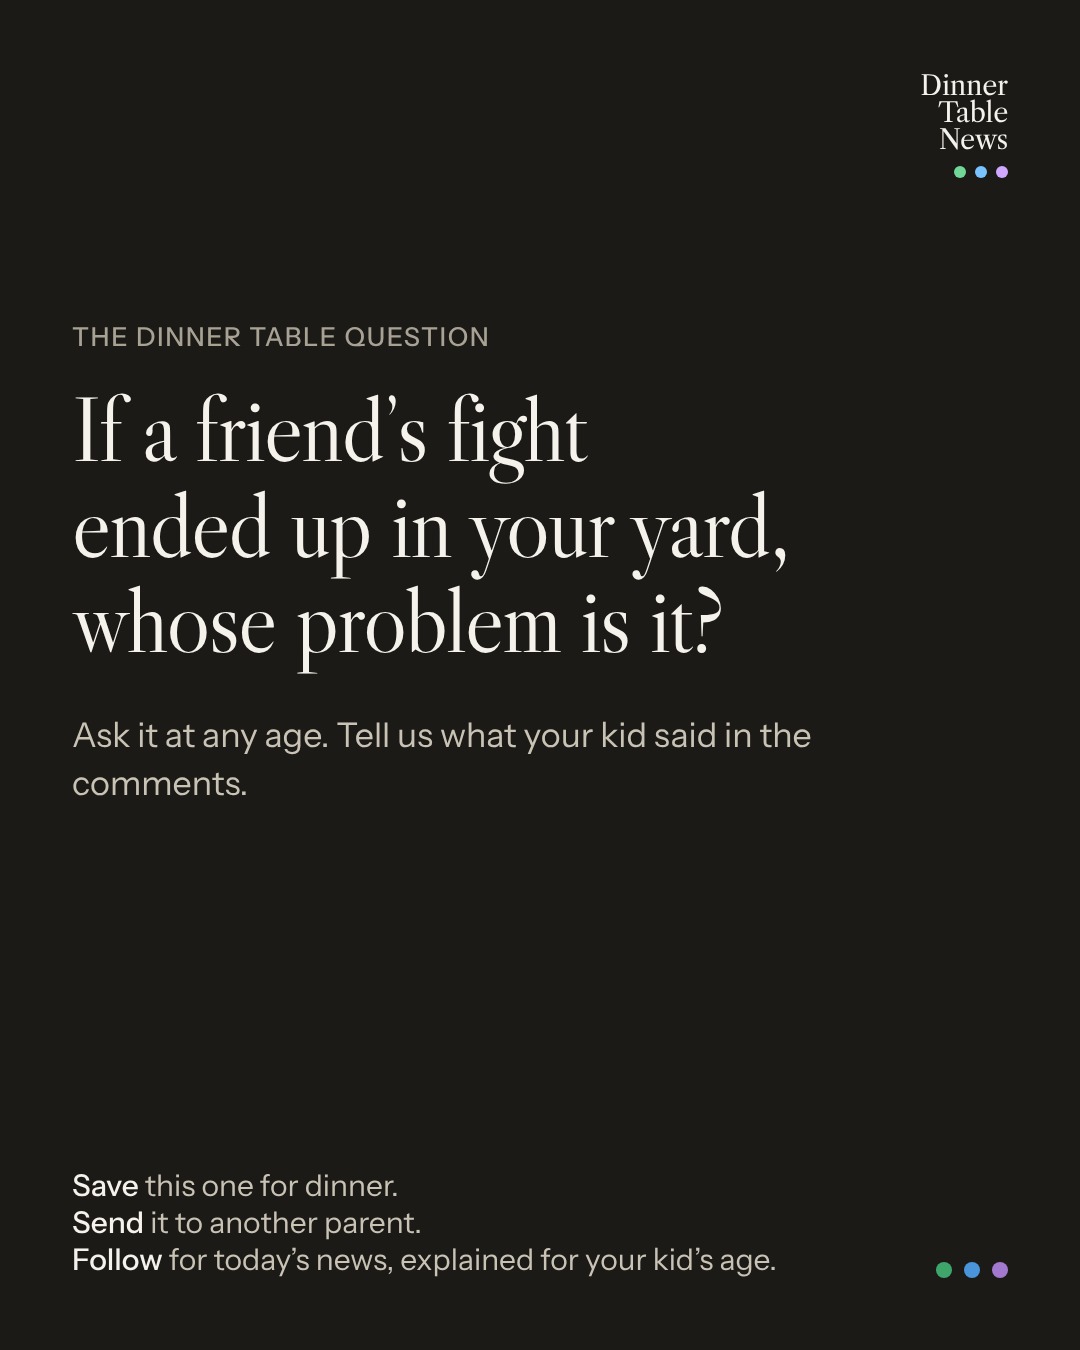 Dinner
Table
News
THE DINNER TABLE QUESTION
If a friend’s fight
ended up in your yard,
whose problem is it?
Ask it at any age. Tell us what your kid said in the
comments.
Save this one for dinner.
Send it to another parent.
Follow for today’s news, explained for your kid’s age.